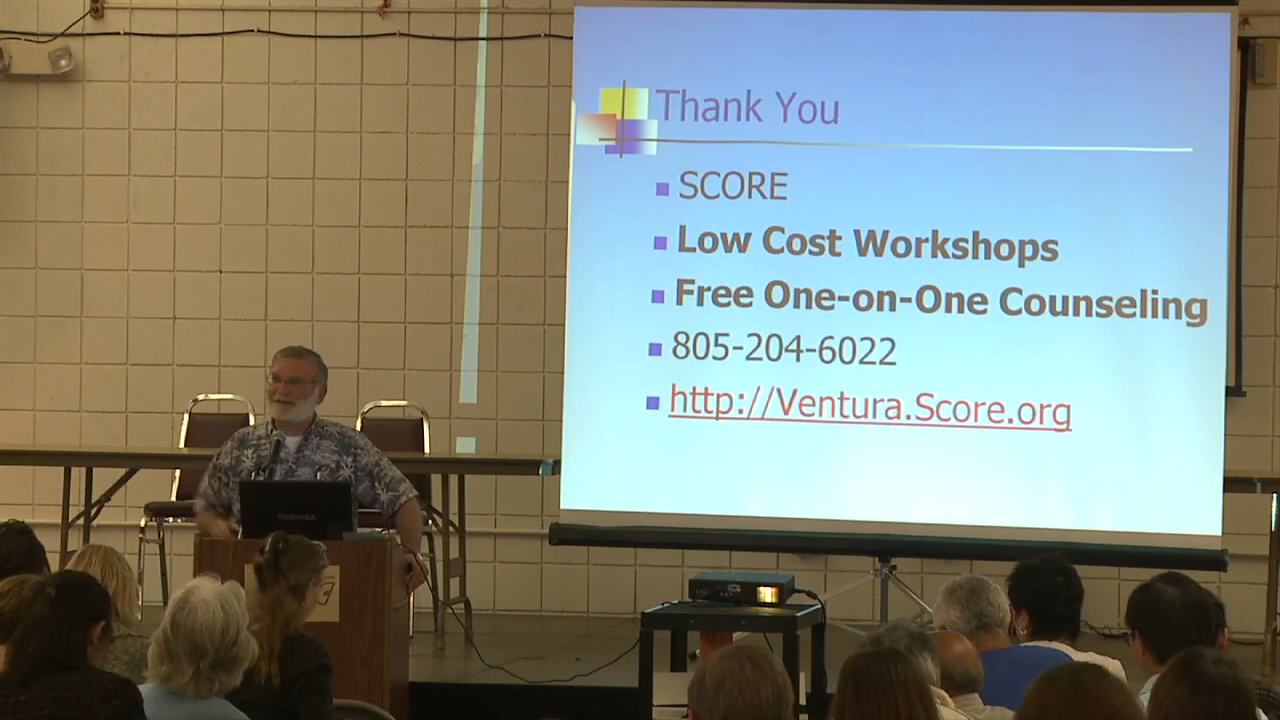 Thank You
SCORE
Low Cost Workshops
Free One-on-One Counseling
805-204-6022
http://Ventura.Score.org
TOSHIBA